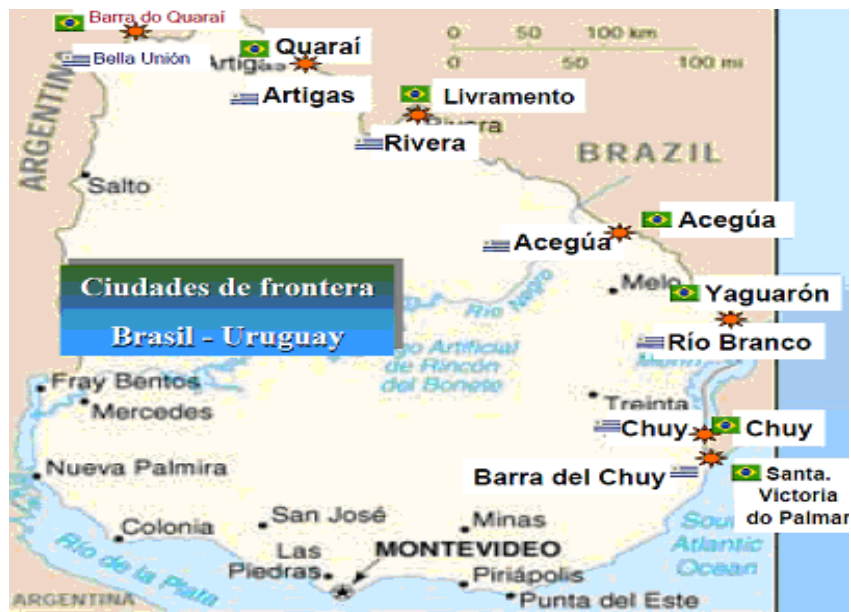 Barra do Quaraí
Bella Unión
Quaraí
Artigas
Artigas
0 50 100 km
0 50 100 mi
Livramento
Rivera
Rivera
ARGENTINA
BRAZIL
Salto
Acegúa
Acegúa
Ciudades de frontera
Brasil - Uruguay
Melo
Río Negro
Yaguarón
Río Branco
Artificial
de Rincón
del Bonete
Fray Bentos
Mercedes
Treinta
Chuy
Chuy
Barra del Chuy
Santa.
Victoria
do Palmar
Nueva Palmira
Colonia
San José
Minas
Las
Piedras
MONTEVIDEO
Piriápolis
Punta del Este
Atlantic
Ocean
Río de la Plata
ARGENTINA